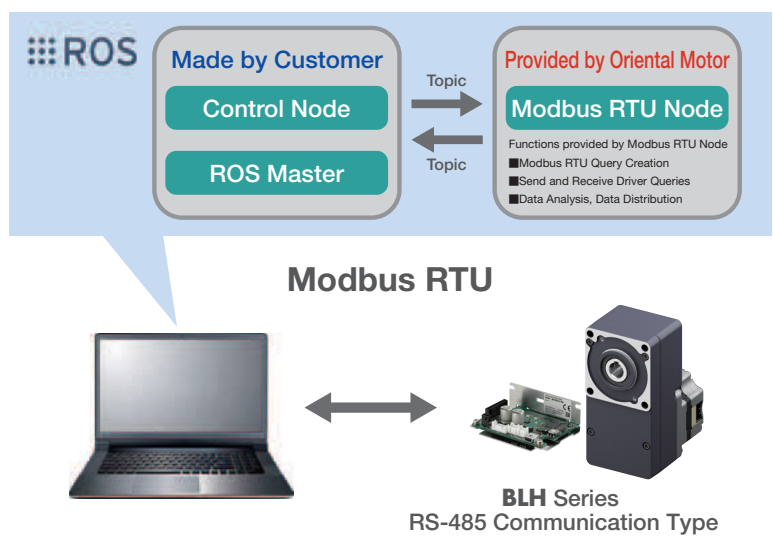 ROS
Made by Customer
Control Node
ROS Master
Topic
Topic
Provided by Oriental Motor
Modbus RTU Node
Functions provided by Modbus RTU Node
■Modbus RTU Query Creation
■Send and Receive Driver Queries
■Data Analysis, Data Distribution
Modbus RTU
BLH Series
RS-485 Communication Type